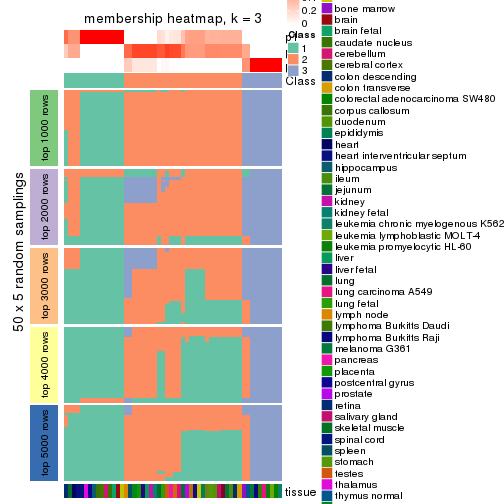 membership heatmap, k = 3
0.2
0
Class
1
2
3
Class
50 x 5 random samplings
top 1000 rows
top 2000 rows
top 3000 rows
top 4000 rows
top 5000 rows
tissue
bone marrow
brain
brain fetal
caudate nucleus
cerebellum
cerebral cortex
colon descending
colon transverse
colorectal adenocarcinoma SW480
corpus callosum
duodenum
epididymis
heart
heart interventricular septum
hippocampus
ileum
jejunum
kidney
kidney fetal
leukemia chronic myelogenous K562
leukemia lymphoblastic MOLT-4
leukemia promyelocytic HL-60
liver
liver fetal
lung
lung carcinoma A549
lung fetal
lymph node
lymphoma Burkitts Daudi
lymphoma Burkitts Raji
melanoma G361
pancreas
placenta
postcentral gyrus
prostate
retina
salivary gland
skeletal muscle
spinal cord
spleen
stomach
testes
thalamus
thymus normal